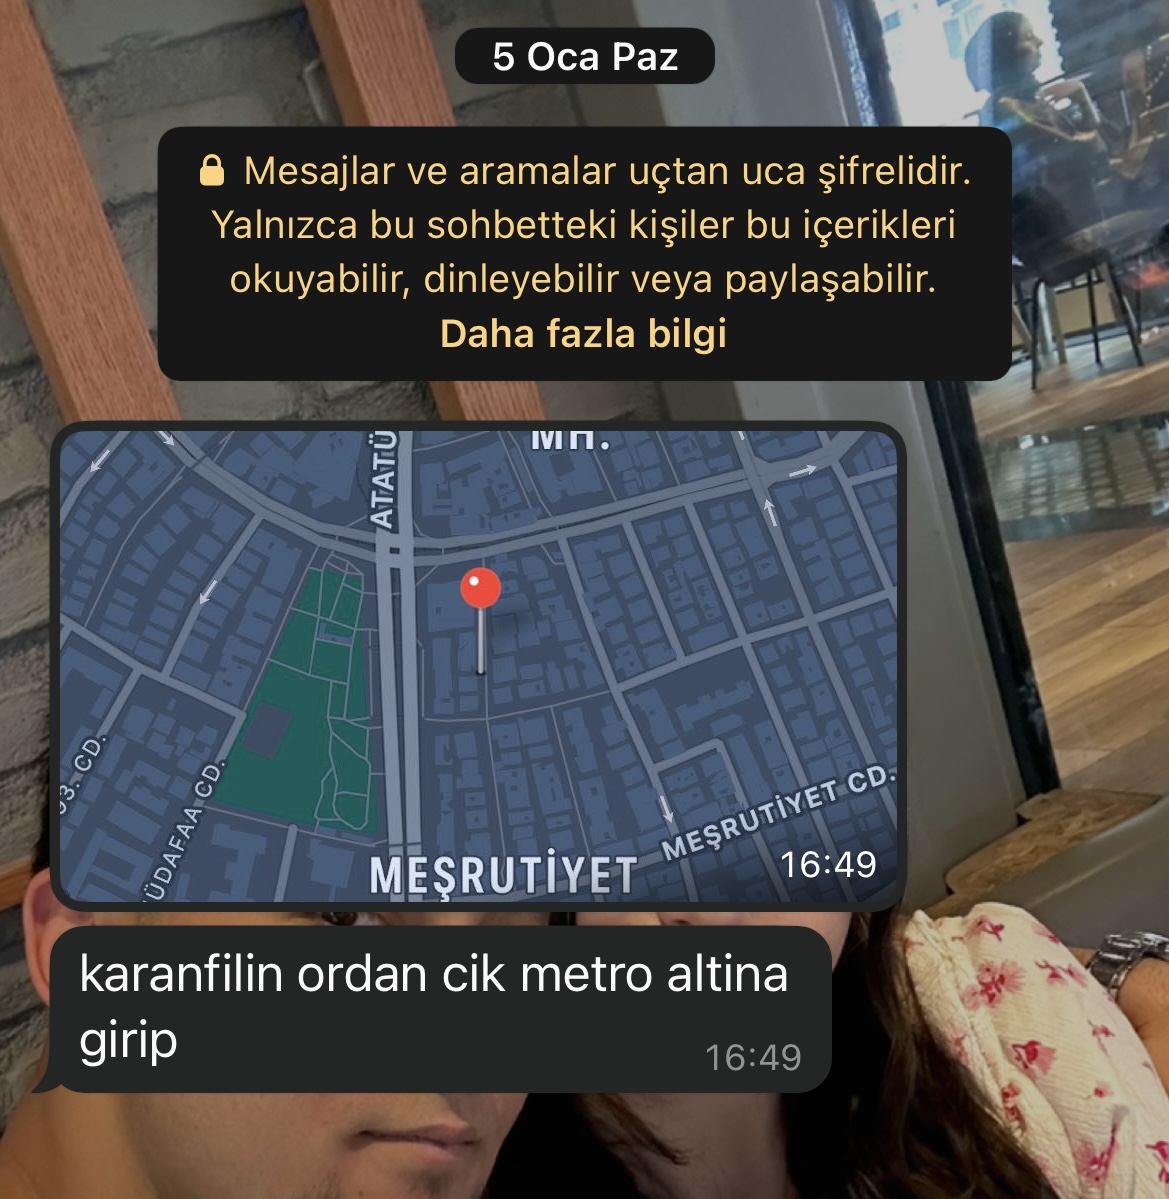 5 Oca Paz
Mesajlar ve aramalar uçtan uca şifrelidir.
Yalnızca bu sohbetteki kişiler bu içerikleri
okuyabilir, dinleyebilir veya paylaşabilir.
Daha fazla bilgi
MH.
ATATÜ
03. CD.
ÜDAFAA CD.
MEŞRUTİYET CD.
MEŞRUTİYET
16:49
karanfilin ordan cik metro altina
girip
16:49